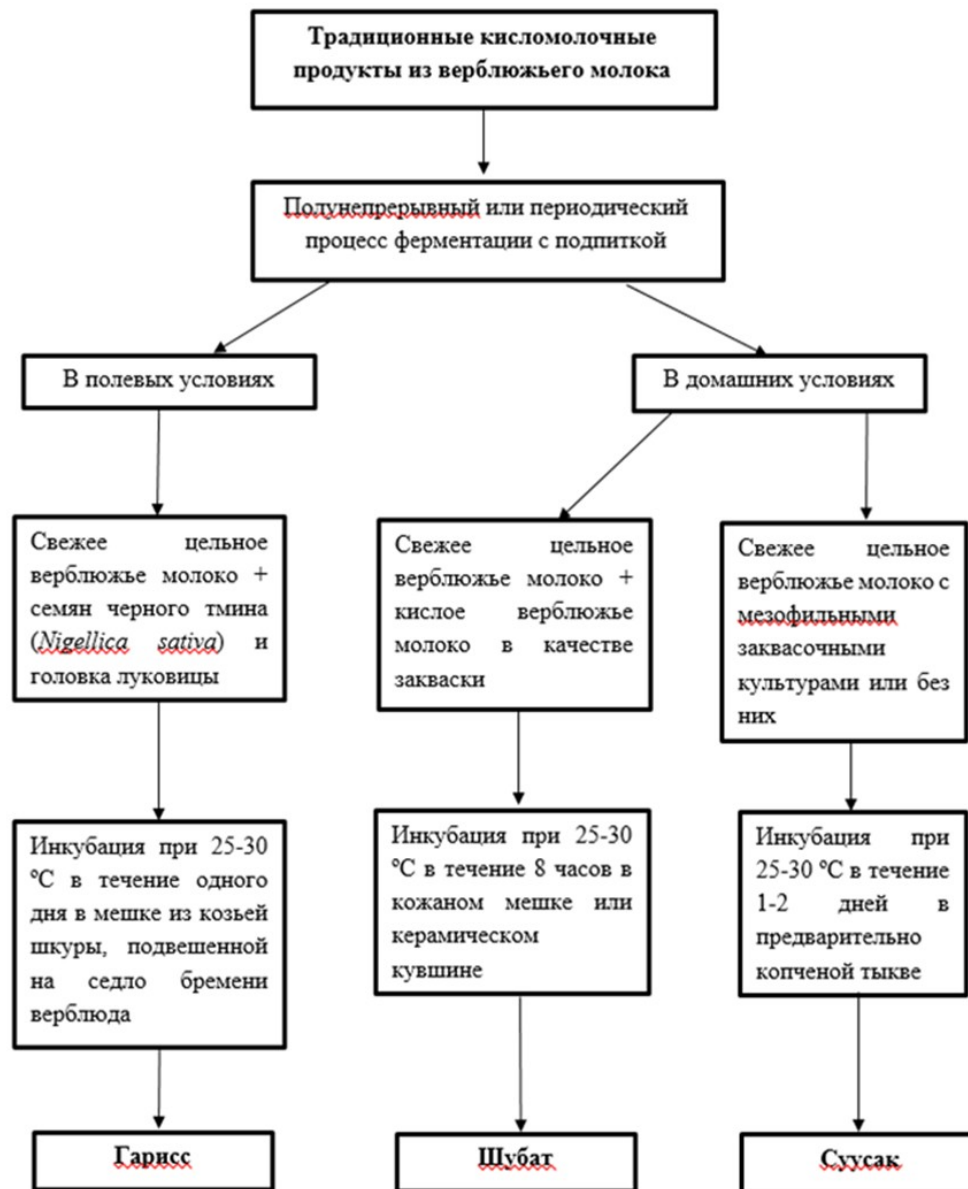 Традиционные кисломолочные
продукты из верблюжьего молока
Полунепрерывный или периодический
процесс ферментации с подпиткой
В полевых условиях
В домашних условиях
Свежее цельное
верблюжье молоко +
семян черного тмина
(Nigellica sativa) и
головка луковицы
Свежее цельное
верблюжье молоко +
кислое верблюжье
молоко в качестве
закваски
Свежее цельное
верблюжье молоко с
мезофильными
заквасочными
культурами или без
них
Инкубация при 25-30
ºС в течение одного
дня в мешке из козьей
шкуры, подвешенной
на седло бремени
верблюда
Инкубация при 25-30
ºС в течение 8 часов в
кожаном мешке или
керамическом
кувшине
Инкубация при
25-30 ºС в течение
1-2 дней в
предварительно
копченой тыкве
Гарисс
Шубат
Суусак